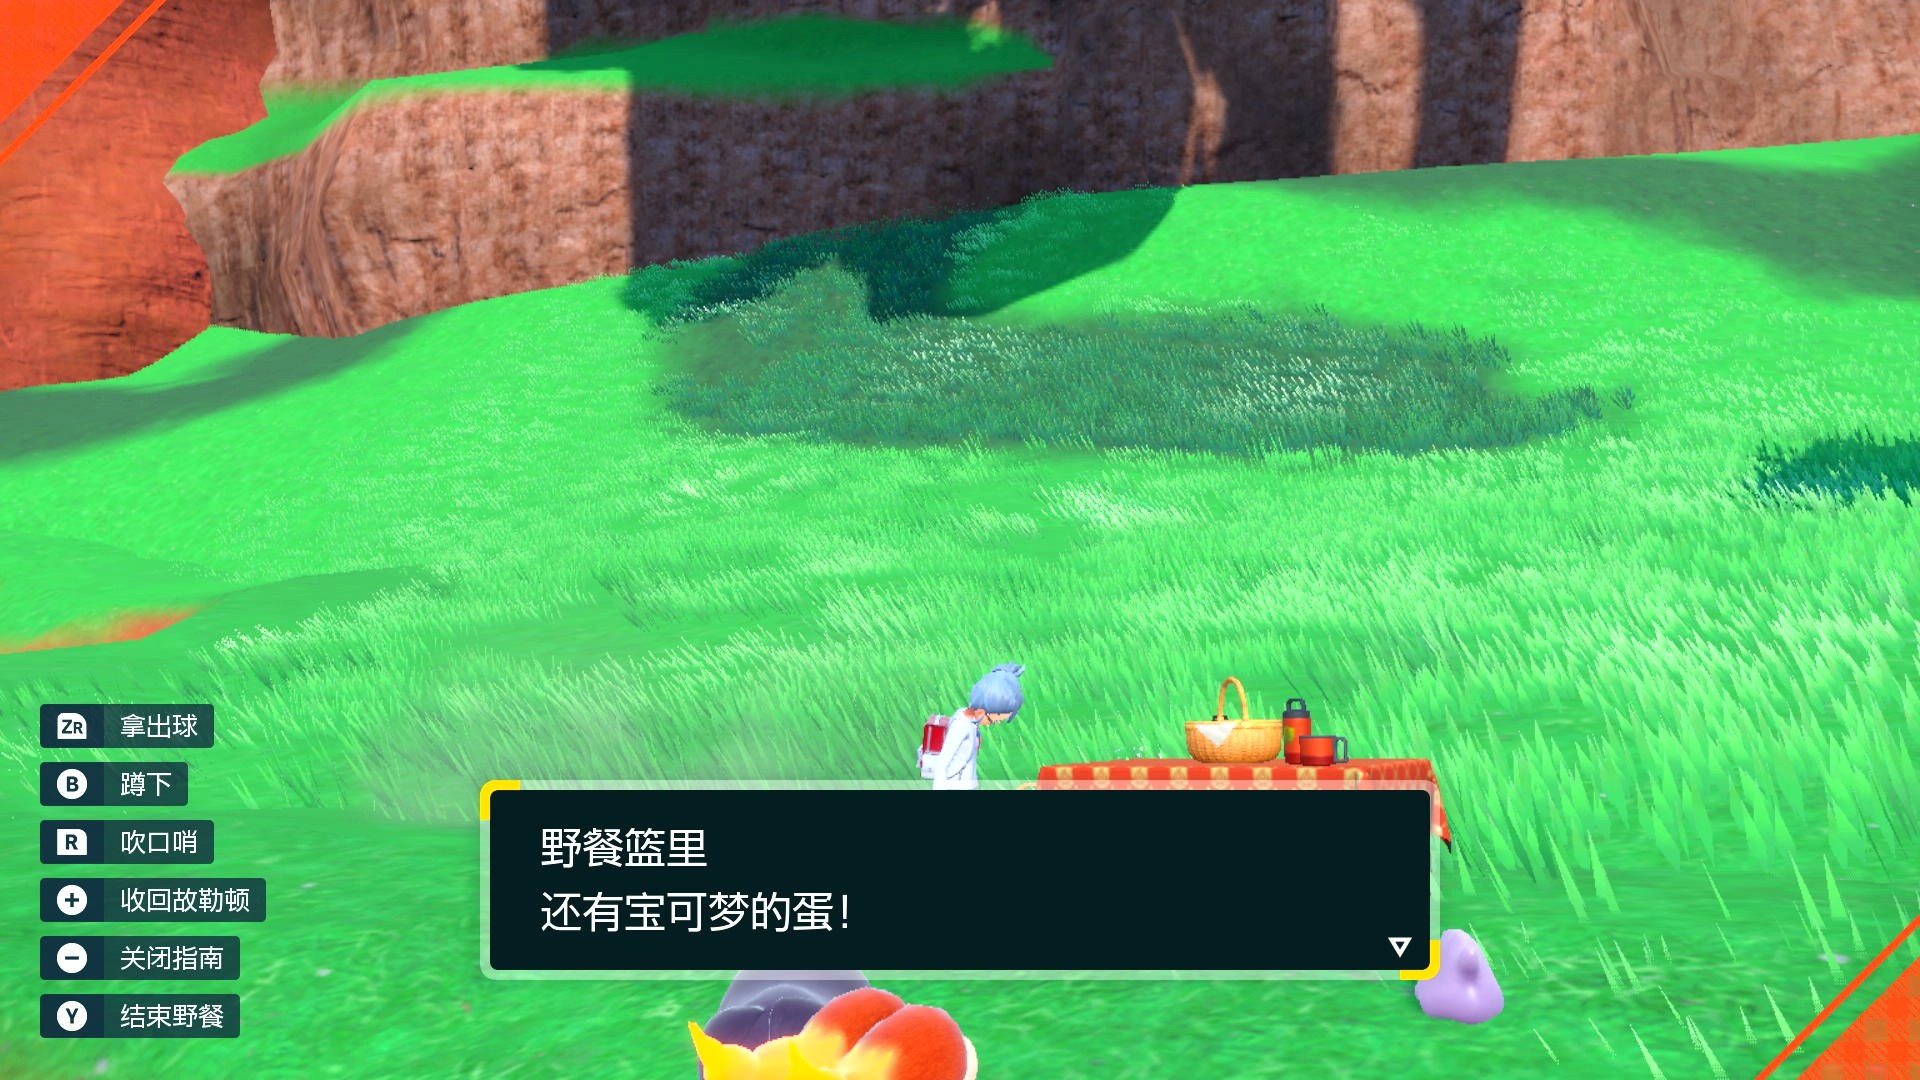 ZR 拿出球
B 蹲下
R 吹口哨
+ 收回故勒顿
− 关闭指南
Y 结束野餐
野餐篮里
还有宝可梦的蛋！